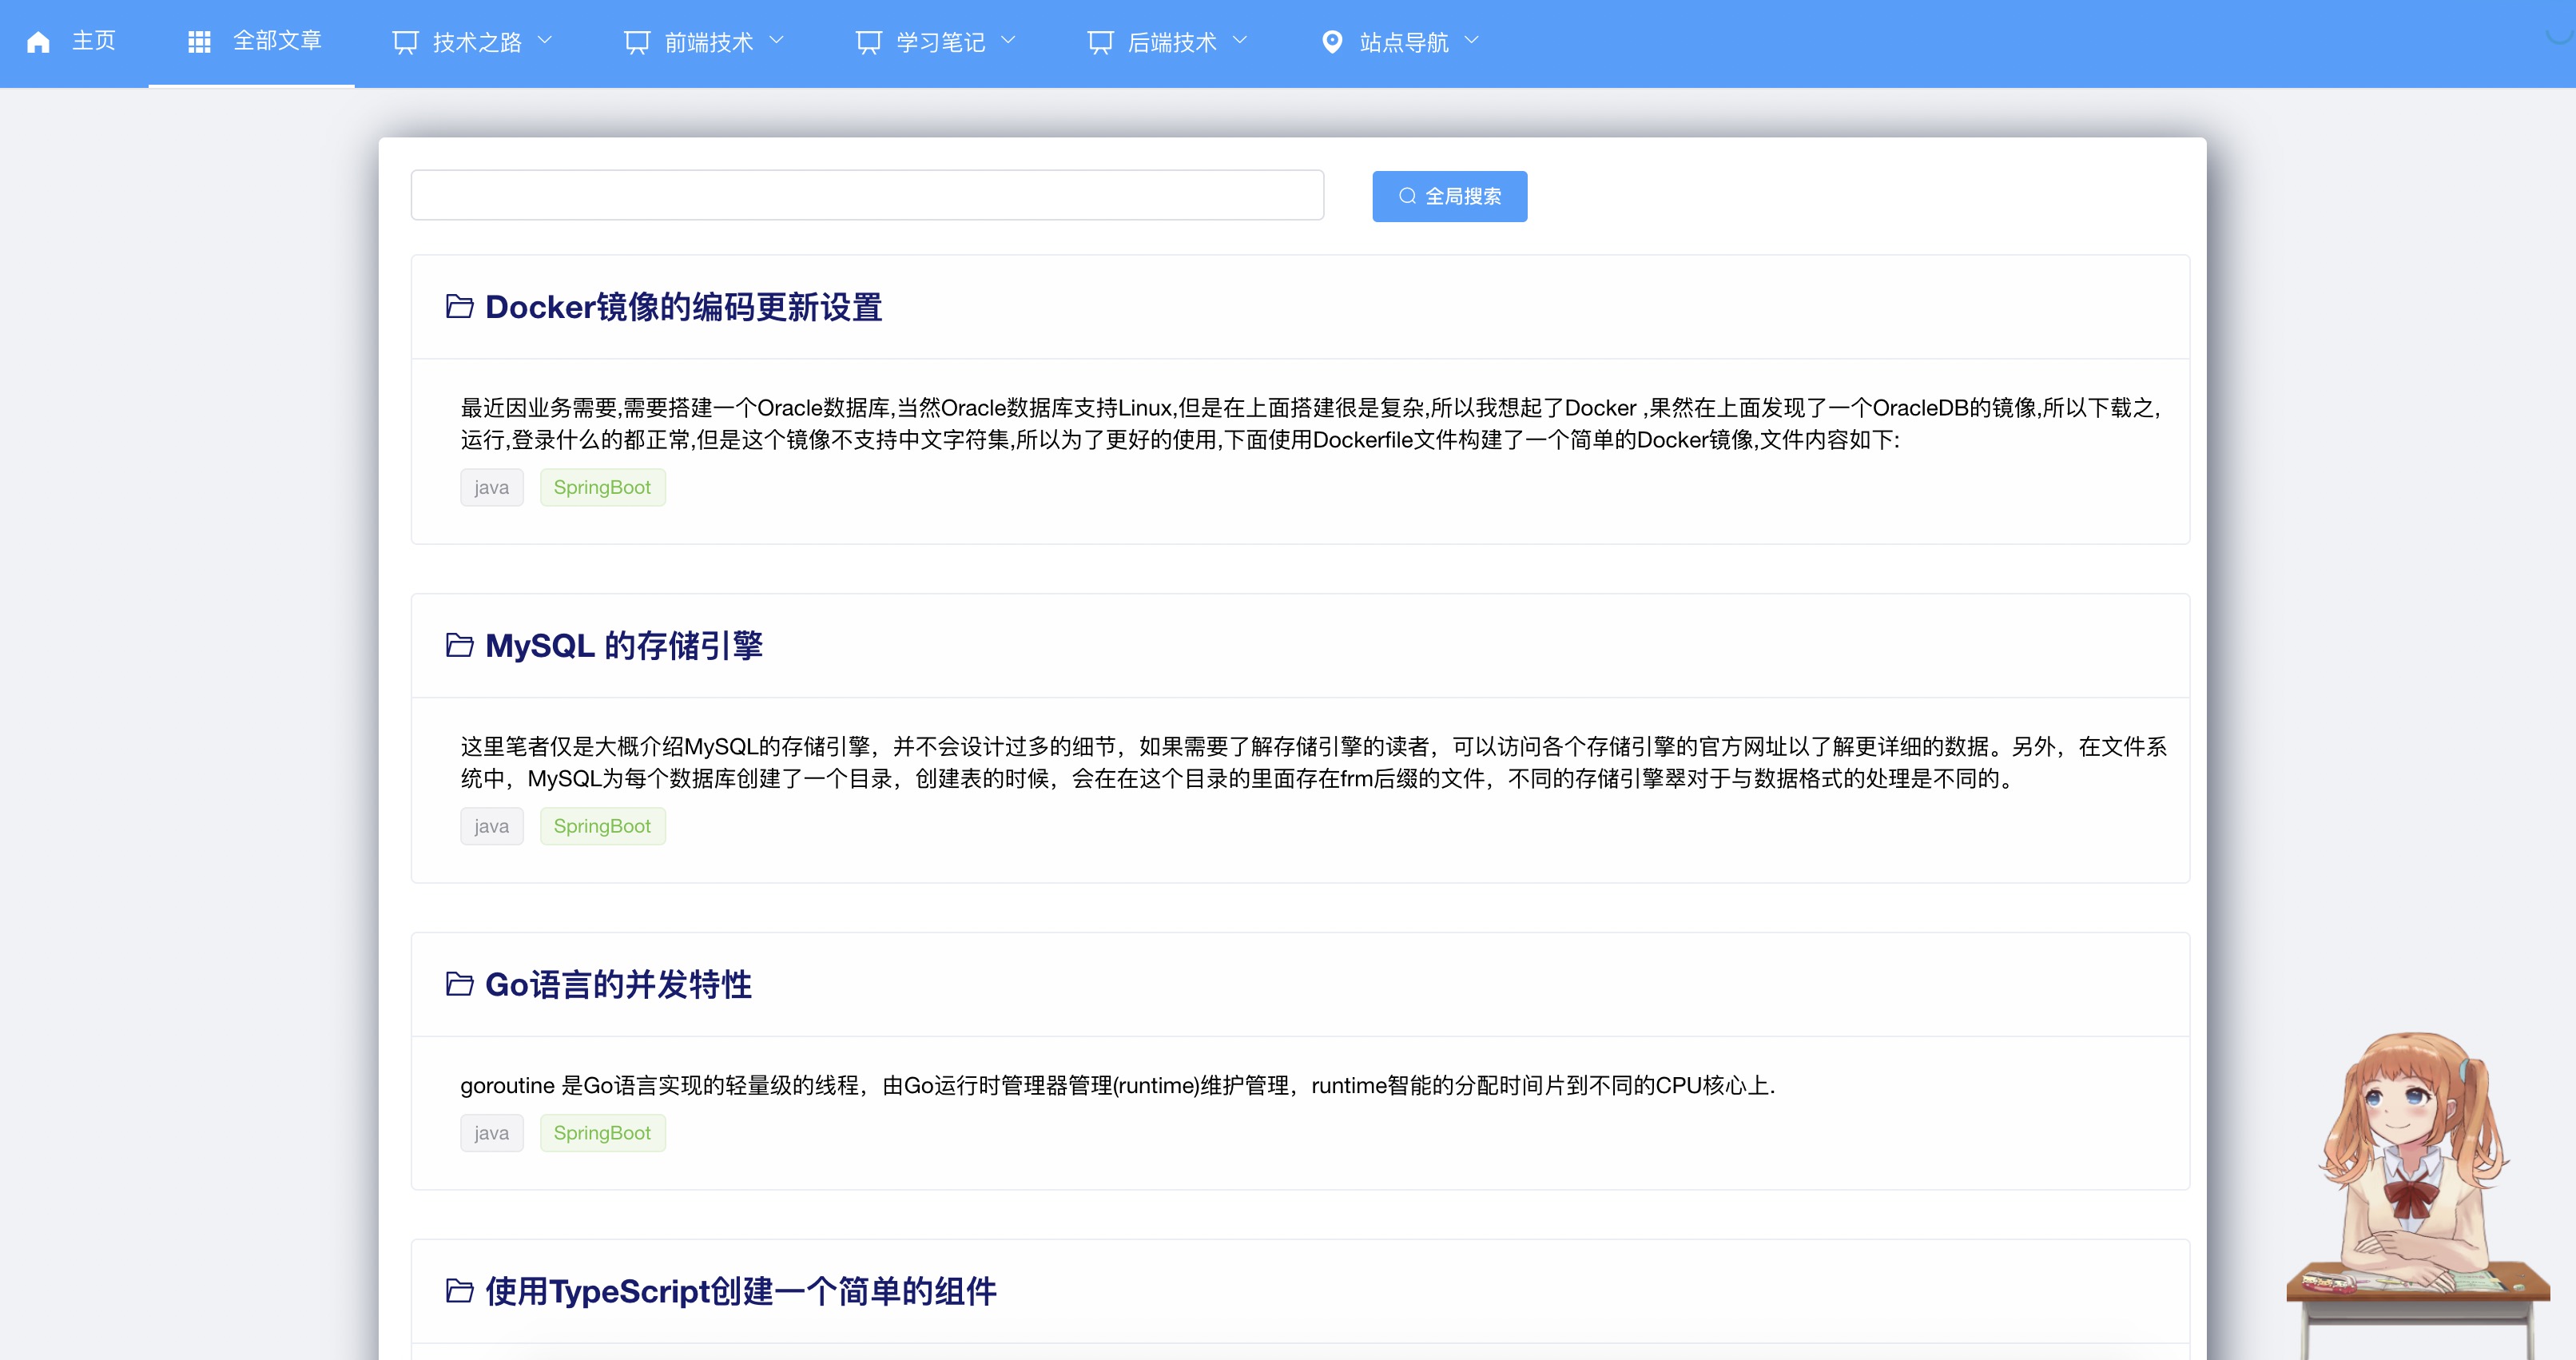 主页 全部文章 技术之路 前端技术 学习笔记 后端技术 站点导航
全局搜索
Docker镜像的编码更新设置
最近因业务需要,需要搭建一个Oracle数据库,当然Oracle数据库支持Linux,但是在上面搭建很是复杂,所以我想起了Docker ,果然在上面发现了一个OracleDB的镜像,所以下载之,
运行,登录什么的都正常,但是这个镜像不支持中文字符集,所以为了更好的使用,下面使用Dockerfile文件构建了一个简单的Docker镜像,文件内容如下:
java SpringBoot
MySQL 的存储引擎
这里笔者仅是大概介绍MySQL的存储引擎，并不会设计过多的细节，如果需要了解存储引擎的读者，可以访问各个存储引擎的官方网址以了解更详细的数据。另外，在文件系
统中，MySQL为每个数据库创建了一个目录，创建表的时候，会在在这个目录的里面存在frm后缀的文件，不同的存储引擎翠对于与数据格式的处理是不同的。
java SpringBoot
Go语言的并发特性
goroutine 是Go语言实现的轻量级的线程，由Go运行时管理器管理(runtime)维护管理，runtime智能的分配时间片到不同的CPU核心上.
java SpringBoot
使用TypeScript创建一个简单的组件